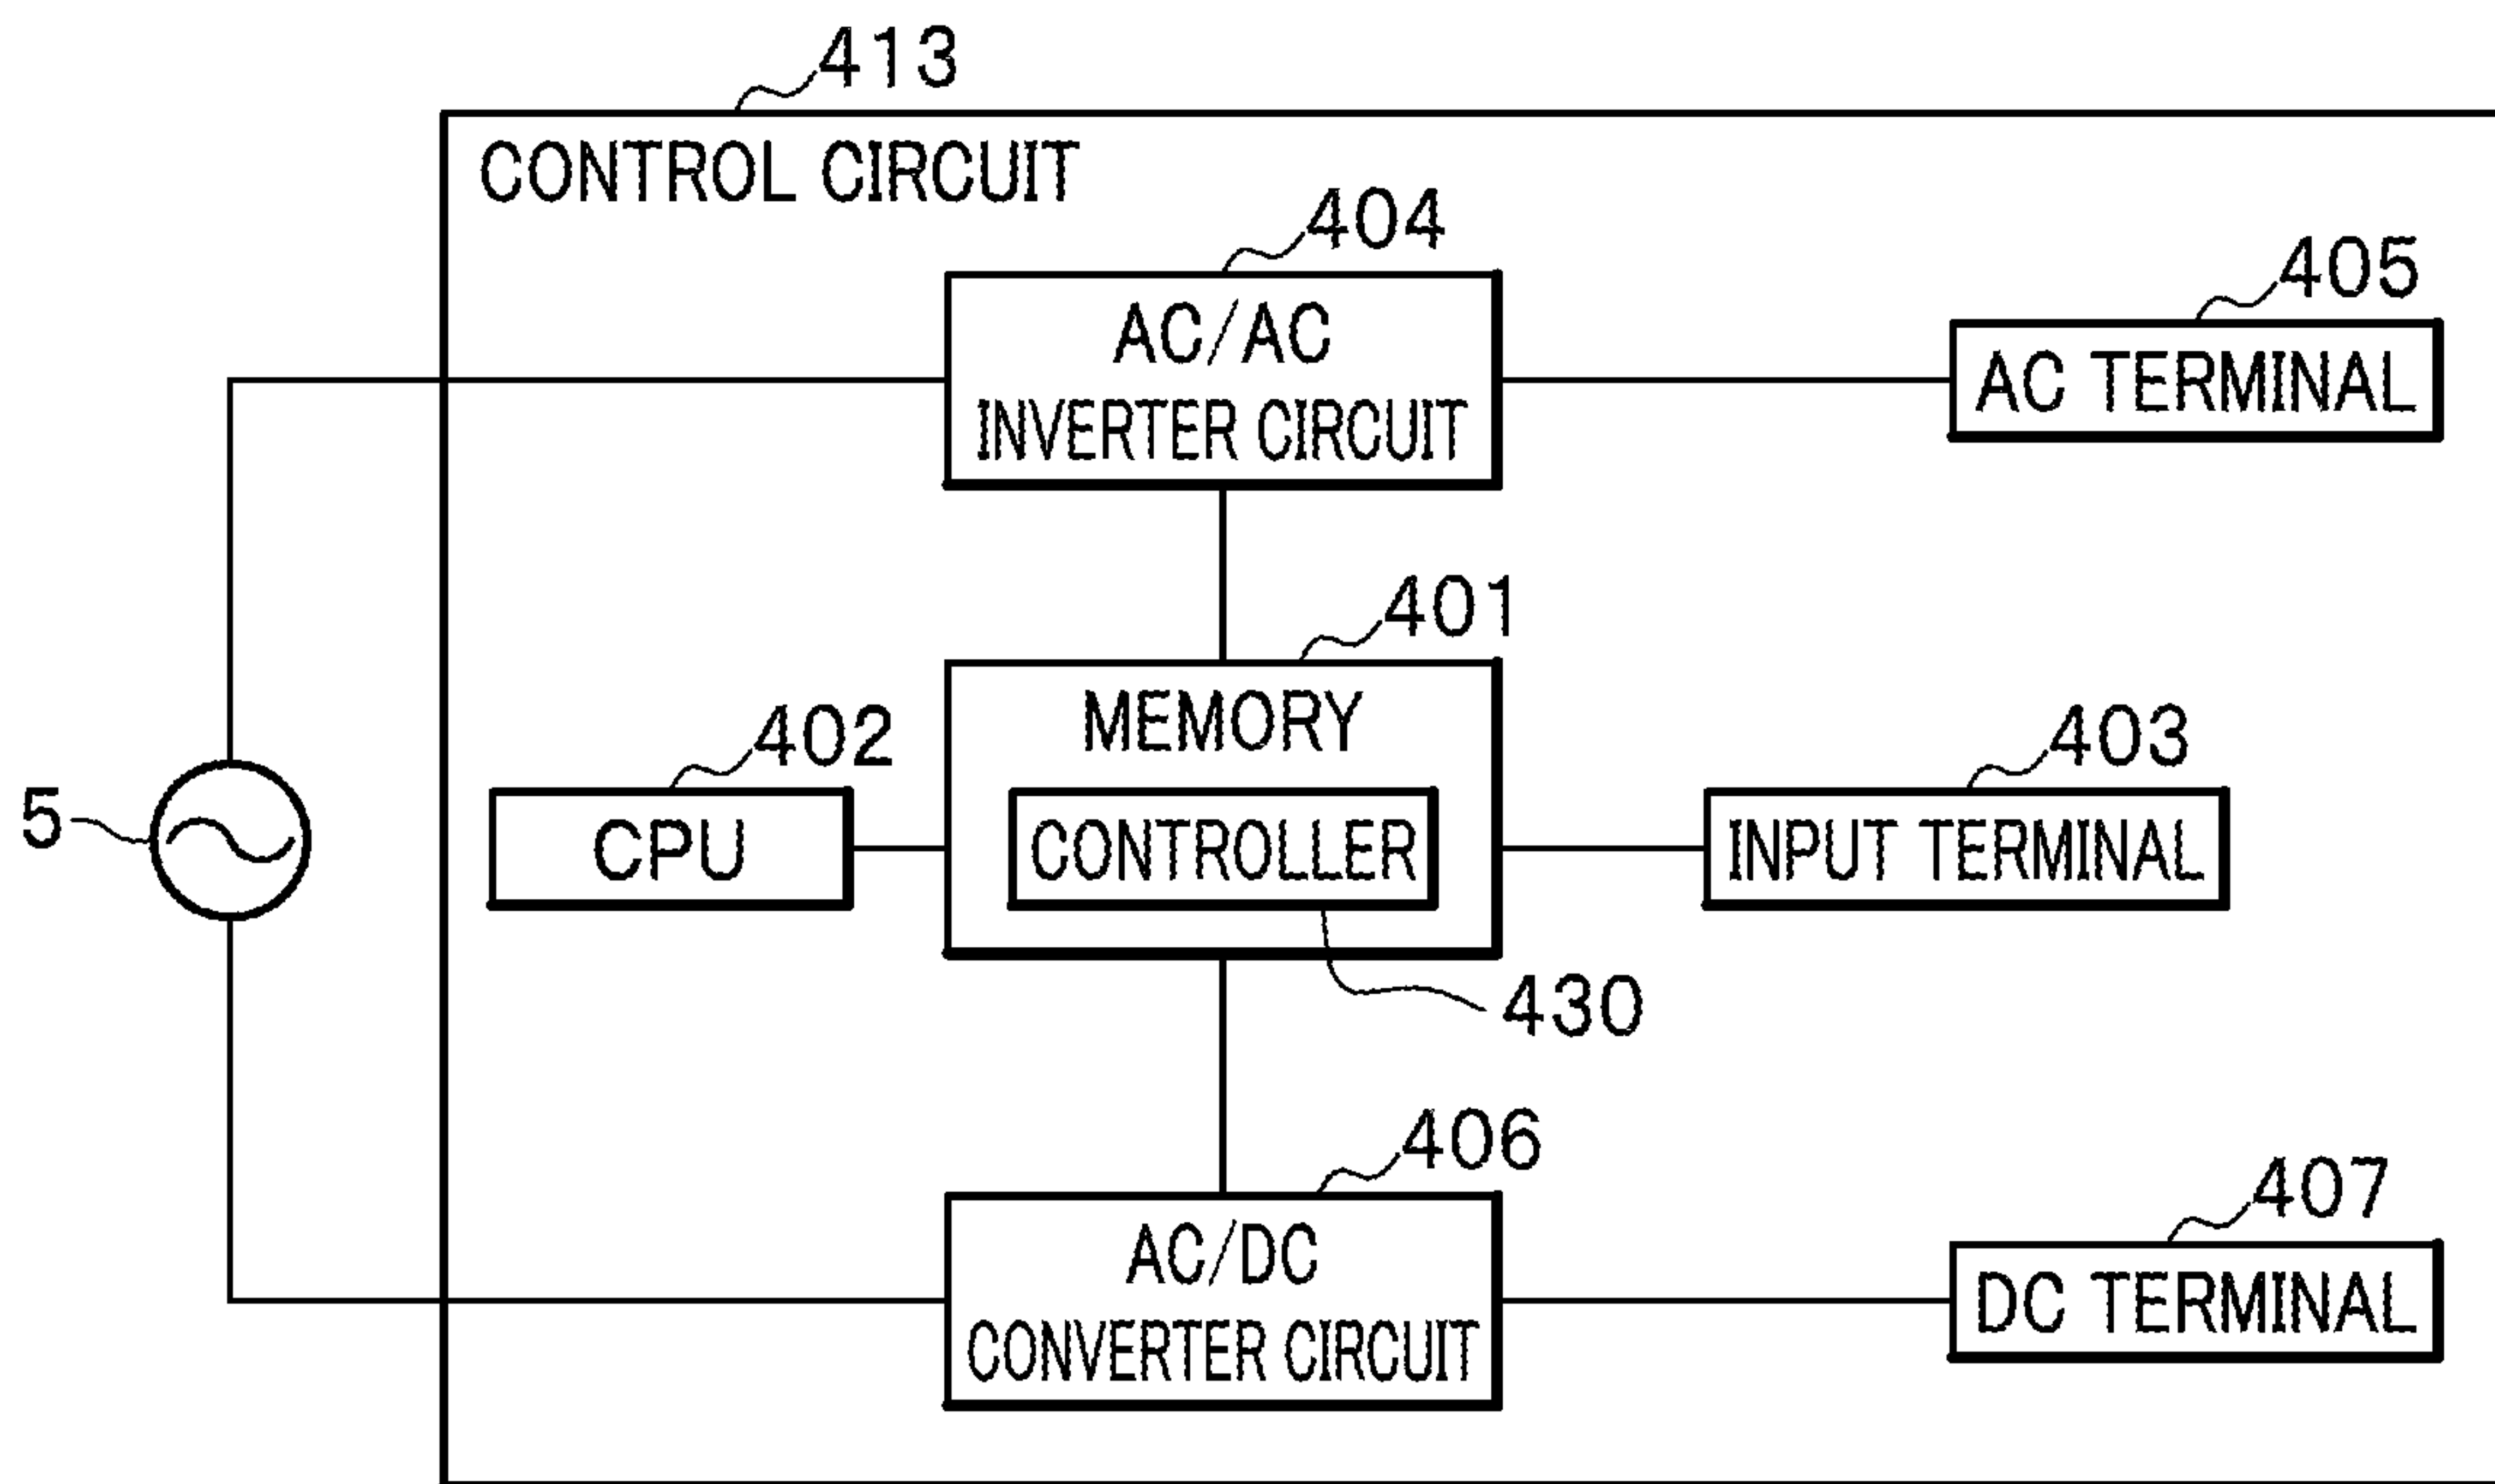 413
CONTROL CIRCUIT
404
AC/AC
INVERTER CIRCUIT
405
AC TERMINAL
401
MEMORY
402
CPU
CONTROLLER
403
INPUT TERMINAL
5
430
406
AC/DC
CONVERTER CIRCUIT
407
DC TERMINAL